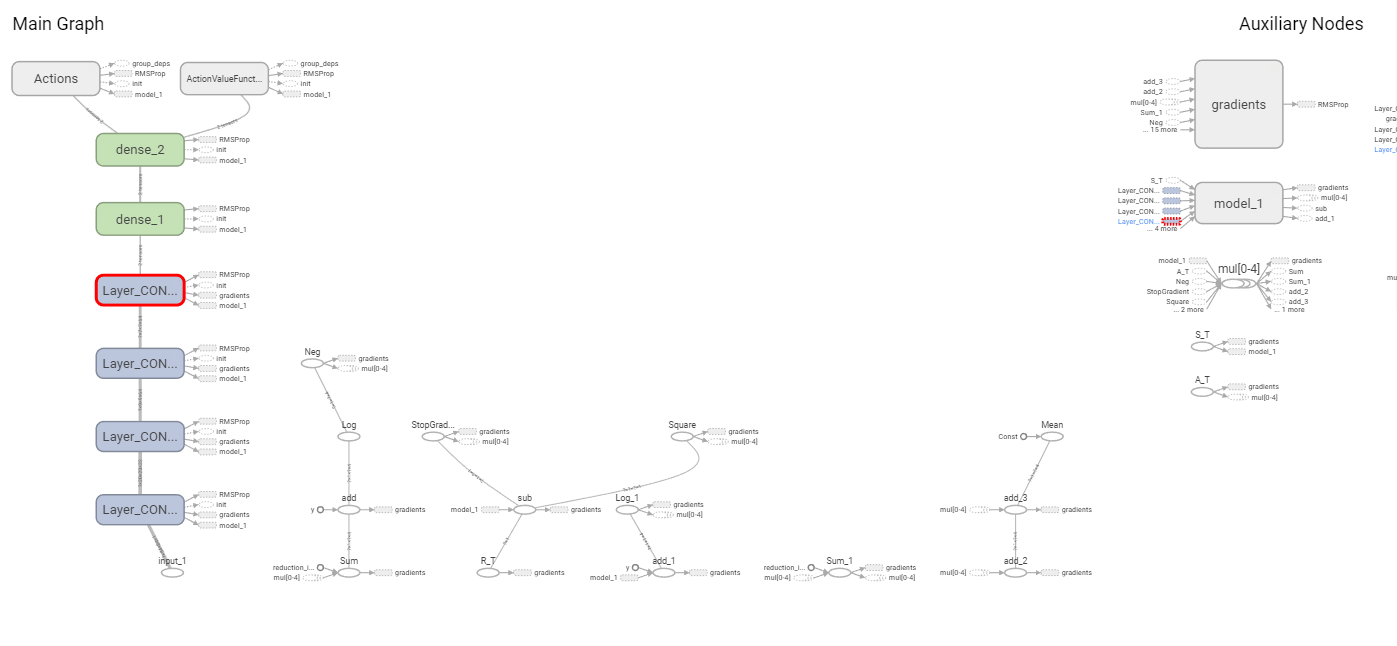 Main Graph
Auxiliary Nodes
Actions
group_deps
RMSProp
init
model_1
ActionValueFunct...
group_deps
RMSProp
init
model_1
dense_2
RMSProp
init
model_1
dense_1
RMSProp
init
model_1
Layer_CON...
RMSProp
init
gradients
model_1
Layer_CON...
RMSProp
init
gradients
model_1
Layer_CON...
RMSProp
init
gradients
model_1
Layer_CON...
RMSProp
init
gradients
model_1
input_1
Neg
gradients
mul[0-4]
Log
add
y
gradients
Sum
reduction_i...
mul[0-4]
gradients
StopGrad...
gradients
mul[0-4]
Square
gradients
mul[0-4]
sub
model_1
gradients
R_T
gradients
Log_1
gradients
mul[0-4]
add_1
y
model_1
gradients
Sum_1
reduction_i...
mul[0-4]
gradients
mul[0-4]
Mean
Const
add_3
mul[0-4]
gradients
add_2
mul[0-4]
gradients
add_3
add_2
mul[0-4]
Sum_1
Neg
... 15 more
gradients
RMSProp
S_T
Layer_CON...
Layer_CON...
Layer_CON...
Layer_CON...
... 4 more
model_1
gradients
mul[0-4]
sub
add_1
mul[0-4]
model_1
A_T
Neg
StopGradient
Square
... 2 more
gradients
Sum
Sum_1
add_2
add_3
... 1 more
S_T
gradients
model_1
A_T
gradients
mul[0-4]
Layer_
gra
Layer_
Layer_
Layer_
mu